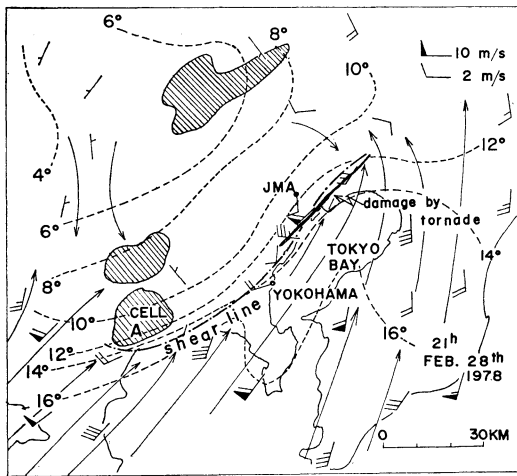 6°
8°
10 m/s
2 m/s
10°
4°
12°
JMA
6°
damage by
tornade
TOKYO
BAY
14°
8°
YOKOHAMA
10°
CELL
A
12°
shear line
14°
16°
16°
21h
FEB. 28th
1978
0 30KM